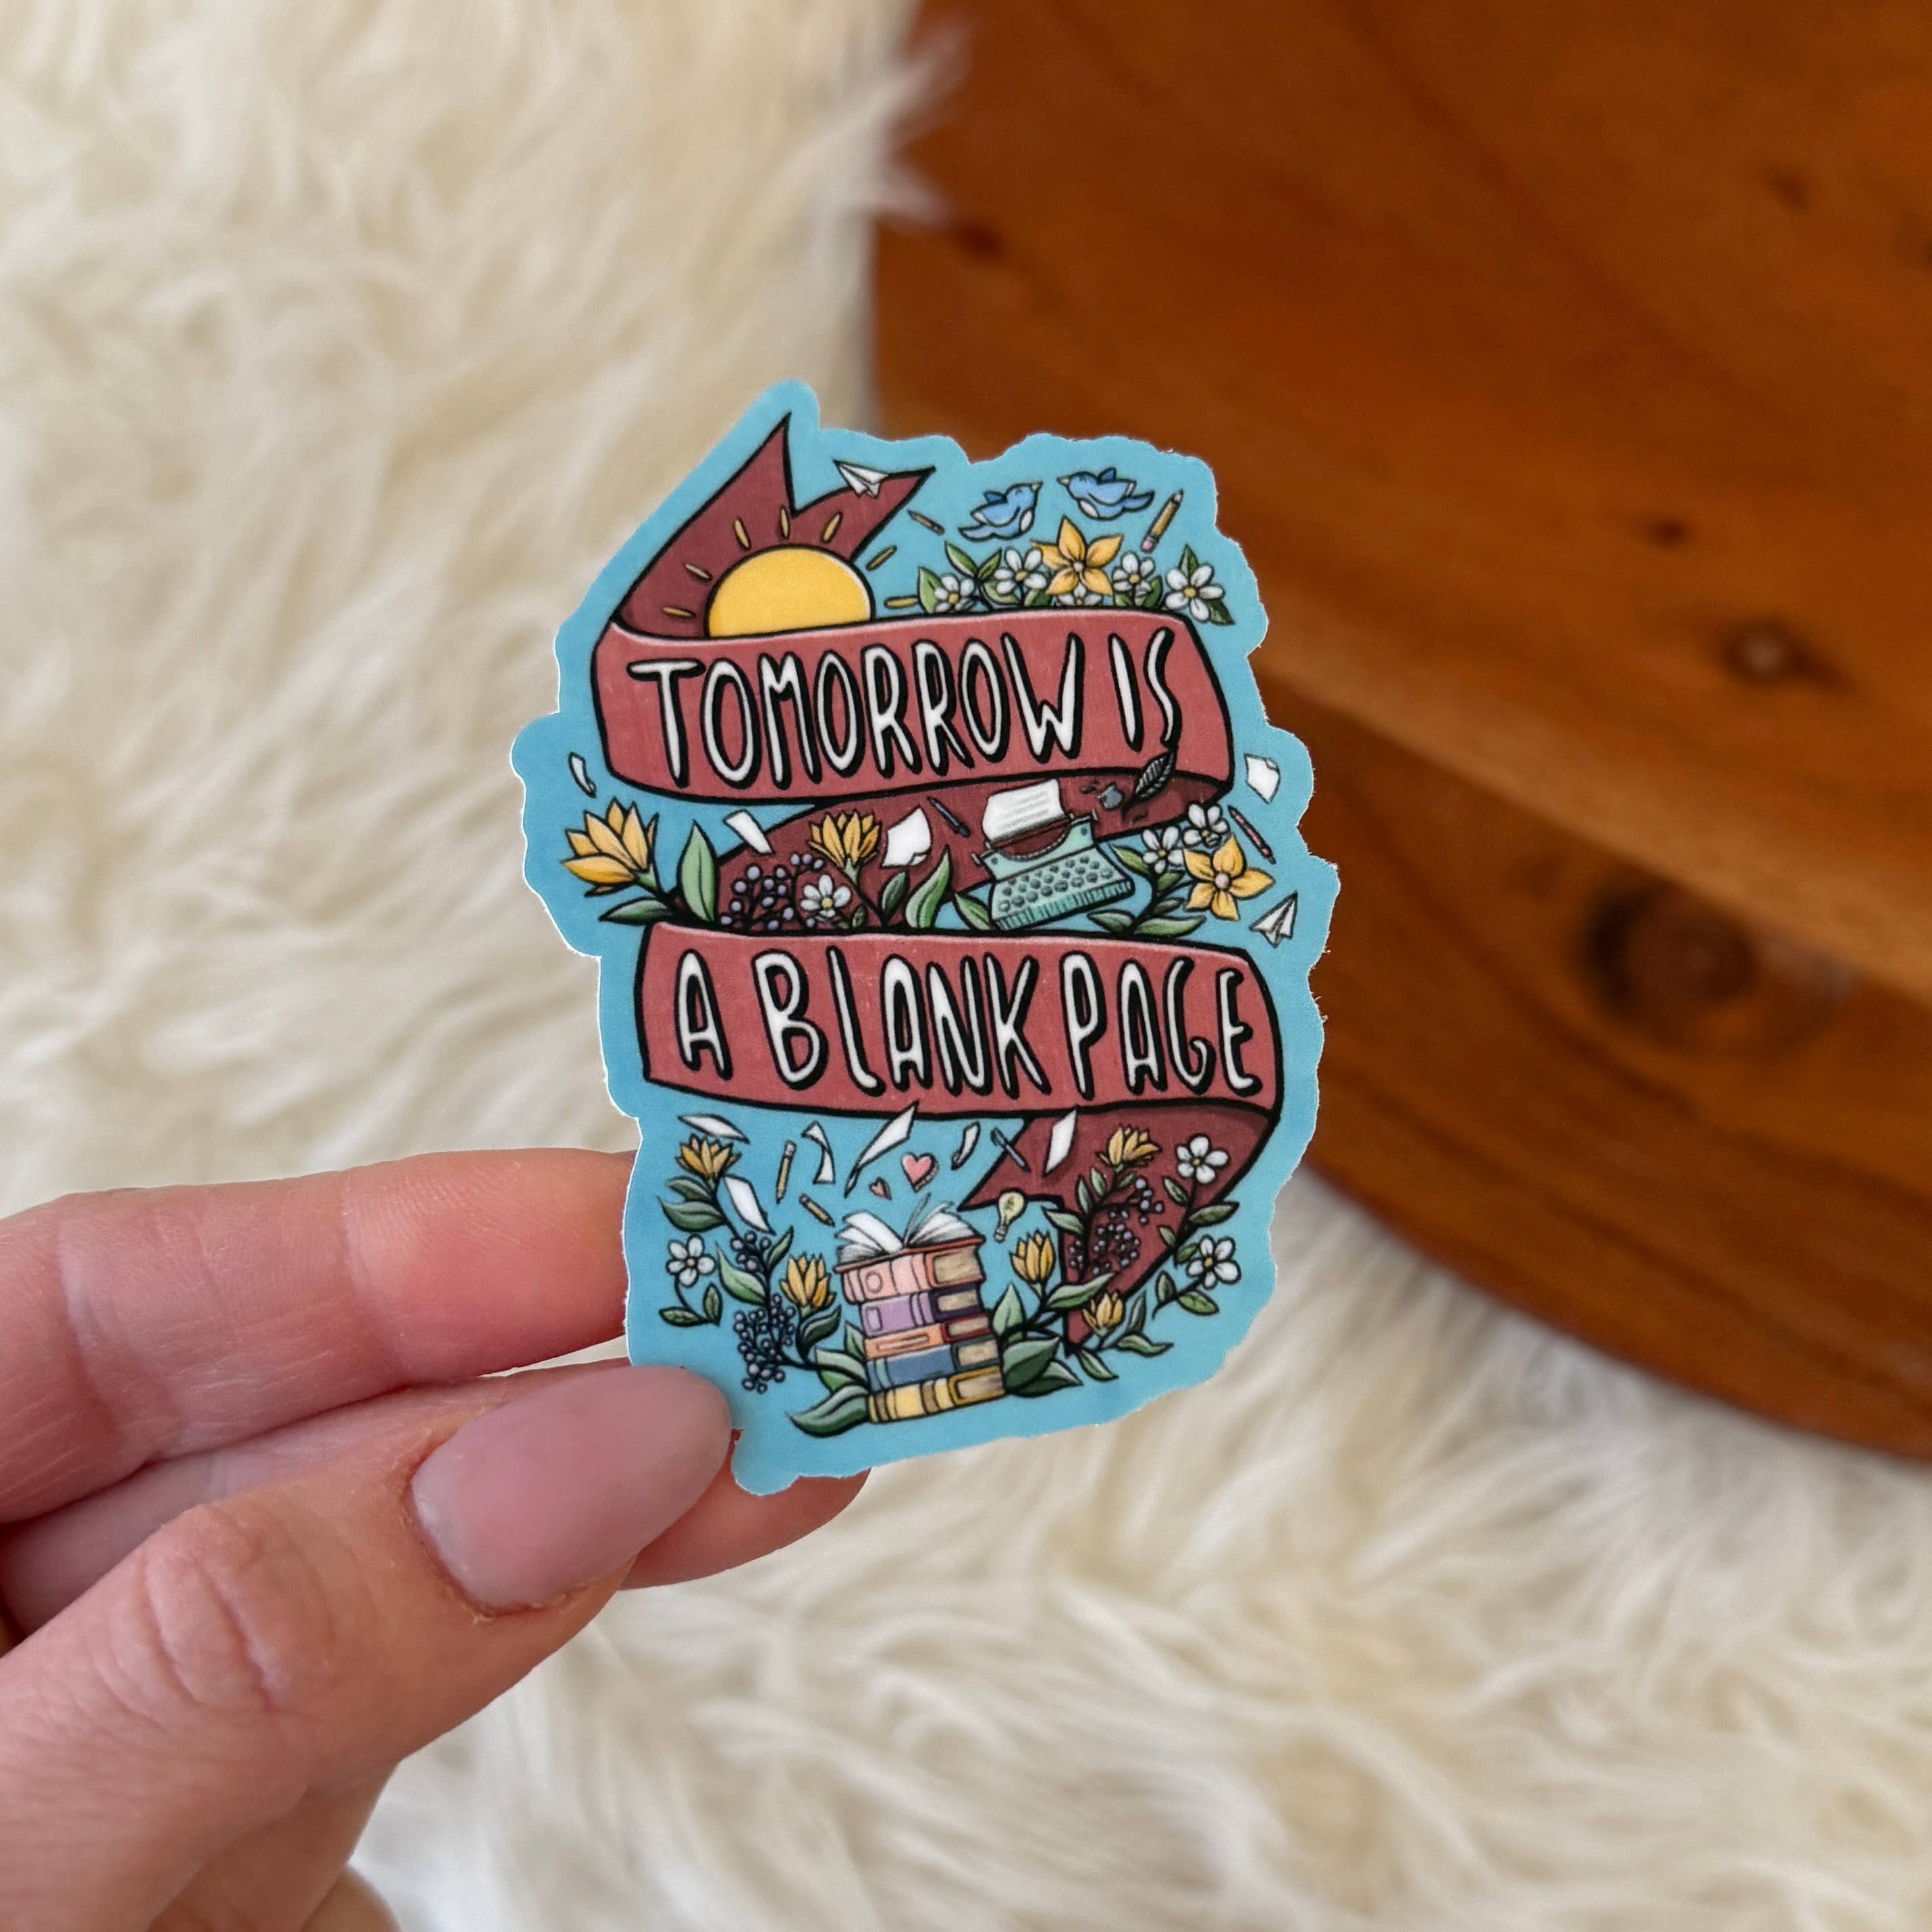 TOMORROW IS
A BLANK PAGE